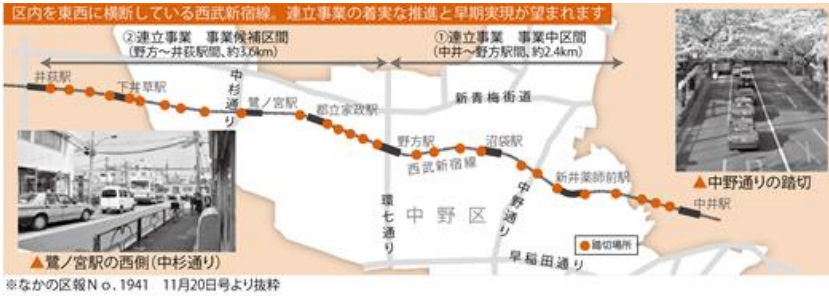 区内を東西に横断している西武新宿線。連立事業の着実な推進と早期実現が望まれます
②連立事業 事業候補区間
(野方～井荻駅間、約3.6km)
①連立事業 事業中区間
(中井～野方駅間、約2.4km)
井荻駅
下井草駅
中杉通り
鷺ノ宮駅
都立家政駅
新青梅街道
野方駅
沼袋駅
西武新宿線
新井薬師前駅
中井駅
環七通り
中野区
中野通り
早稲田通り
踏切場所
▲中野通りの踏切
▲鷺ノ宮駅の西側(中杉通り)
※なかの区報No.1941 11月20日号より抜粋